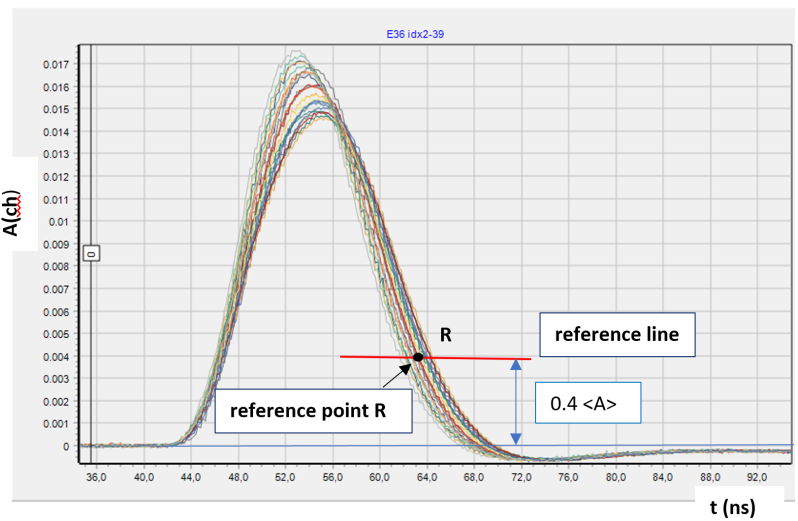 E36 idx2-39
0.017
0.016
0.015
0.014
0.013
0.012
0.011
0.01
0.009
0.008
0.007
0.006
0.005
0.004
0.003
0.002
0.001
0
A(ch)
0
R
reference line
reference point R
0.4 <A>
36,0 40,0 44,0 48,0 52,0 56,0 60,0 64,0 68,0 72,0 76,0 80,0 84,0 88,0 92,0
t (ns)